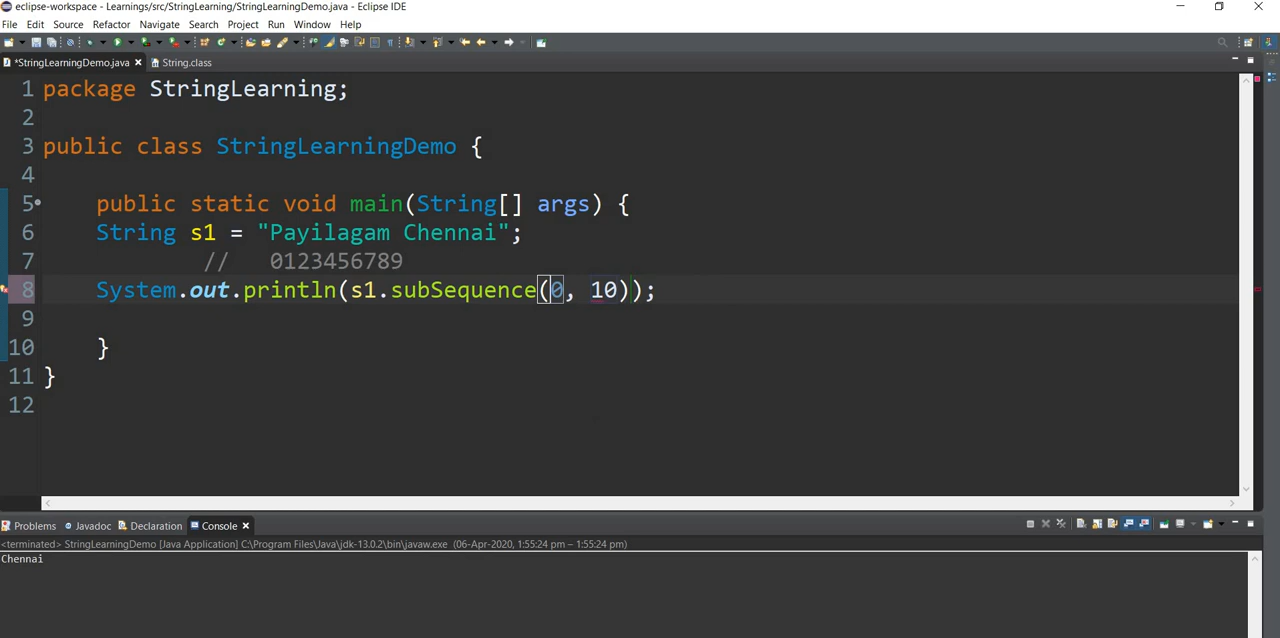 eclipse-workspace - Learnings/src/StringLearning/StringLearningDemo.java - Eclipse IDE
File Edit Source Refactor Navigate Search Project Run Window Help
*StringLearningDemo.java String.class
1 package StringLearning;
2
3 public class StringLearningDemo {
4
5 public static void main(String[] args) {
6 String s1 = "Payilagam Chennai";
7 // 0123456789
8 System.out.println(s1.subSequence(0, 10));
9
10 }
11 }
12
Problems Javadoc Declaration Console
<terminated> StringLearningDemo [Java Application] C:\Program Files\Java\jdk-13.0.2\bin\javaw.exe (06-Apr-2020, 1:55:24 pm – 1:55:24 pm)
Chennai